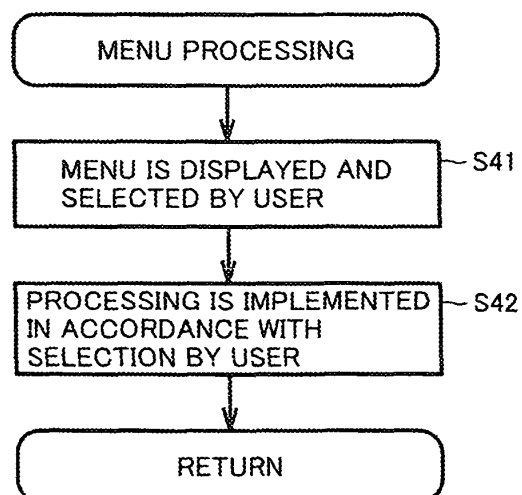 MENU PROCESSING
MENU IS DISPLAYED AND
SELECTED BY USER
S41
PROCESSING IS IMPLEMENTED
IN ACCORDANCE WITH
SELECTION BY USER
S42
RETURN